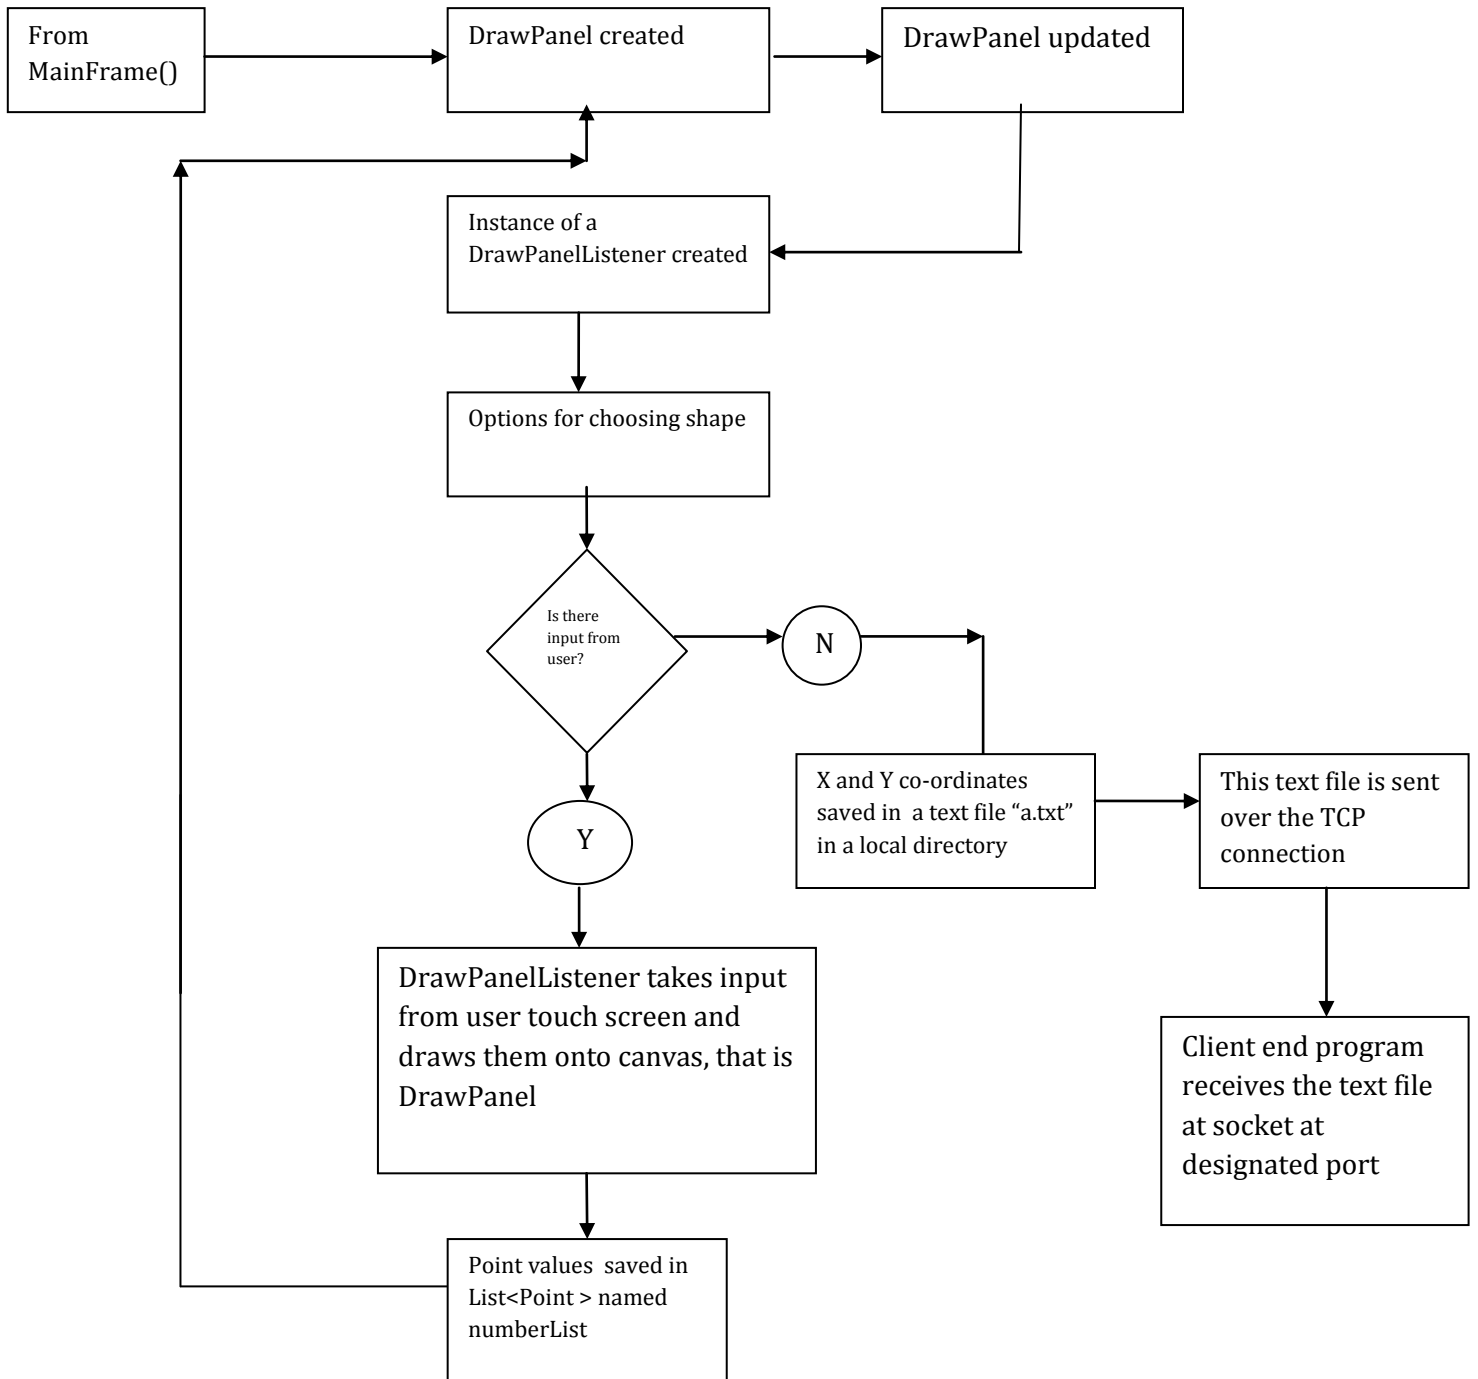 From
MainFrame()
DrawPanel created
DrawPanel updated
Instance of a
DrawPanelListener created
Options for choosing shape
Is there
input from
user?
N
X and Y co-ordinates
saved in  a text file “a.txt”
in a local directory
This text file is sent
over the TCP
connection
Y
DrawPanelListener takes input
from user touch screen and
draws them onto canvas, that is
DrawPanel
Client end program
receives the text file
at socket at
designated port
Point values  saved in
List<Point > named
numberList